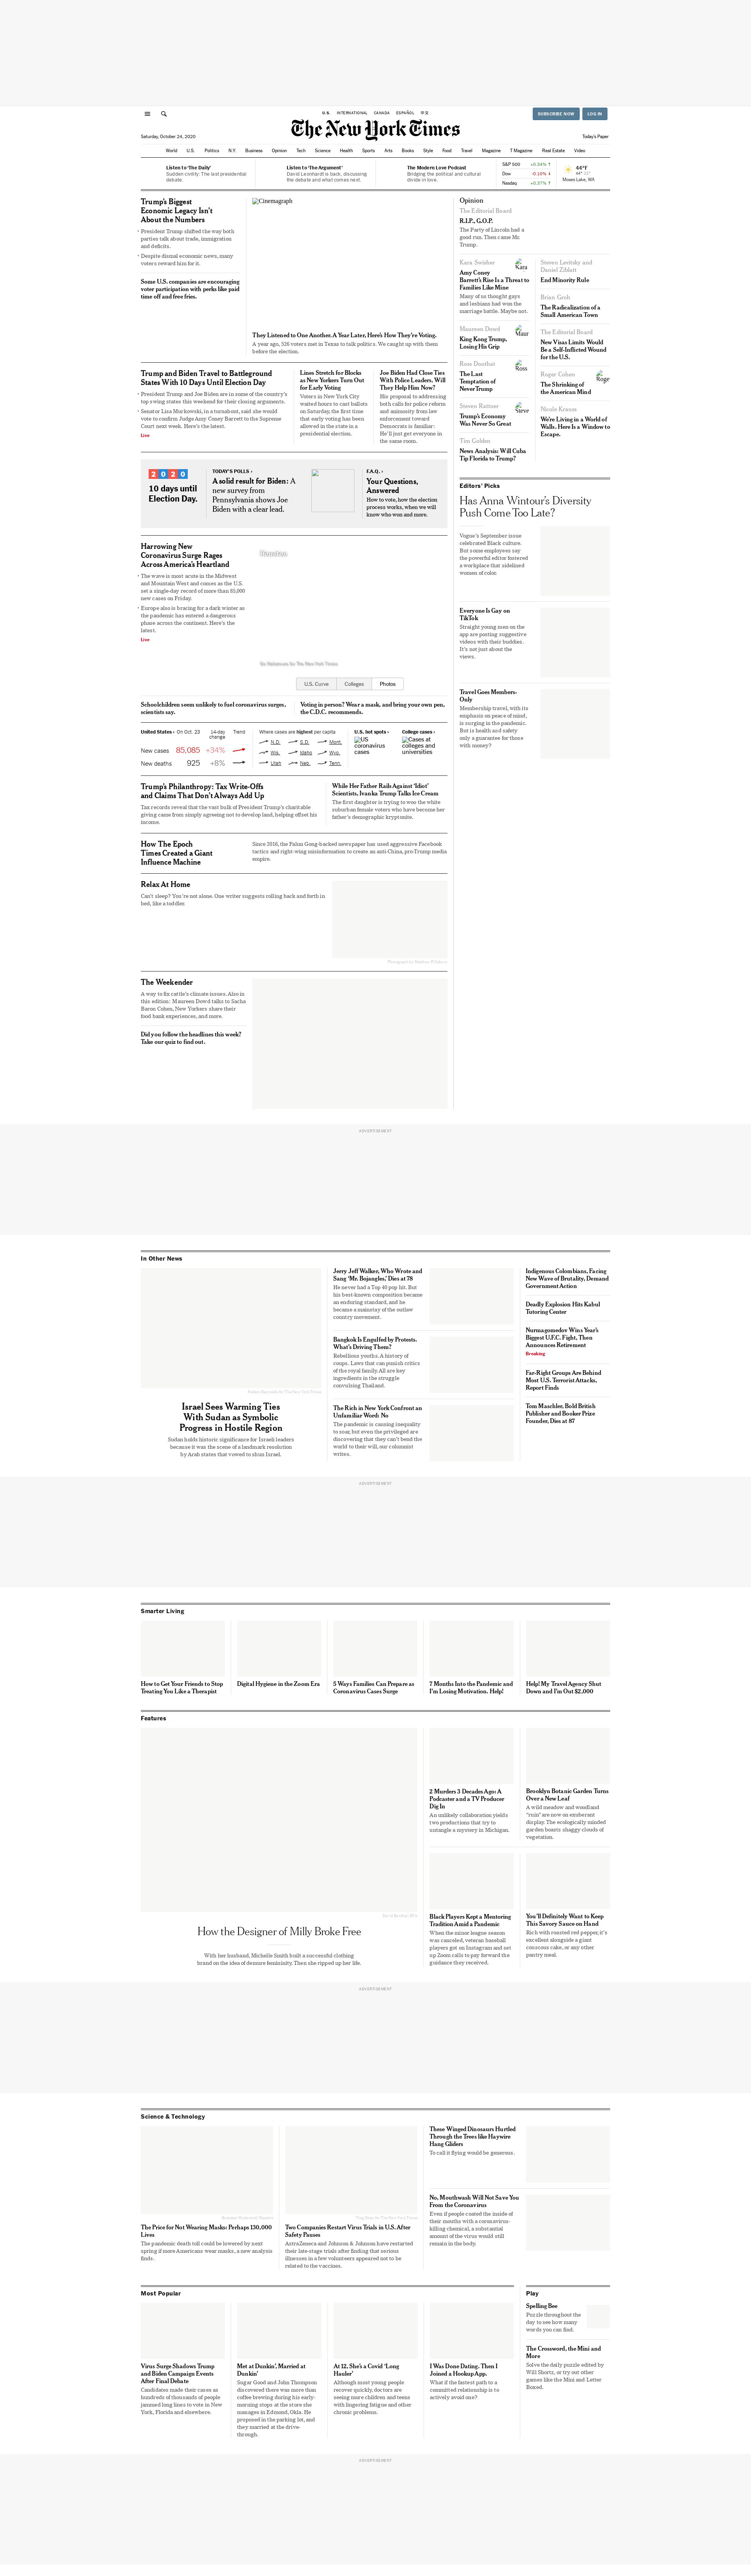 U.S.
INTERNATIONAL
CANADA
ESPAÑOL
中文
SUBSCRIBE NOW
LOG IN
Saturday, October 24, 2020
The New York Times
Today's Paper
World
U.S.
Politics
N.Y.
Business
Opinion
Tech
Science
Health
Sports
Arts
Books
Style
Food
Travel
Magazine
T Magazine
Real Estate
Video
Listen to 'The Daily'
Sudden civility: The last presidential
debate.
Listen to 'The Argument'
David Leonhardt is back, discussing
the debate and what comes next.
The Modern Love Podcast
Bridging the political and cultural
divide in love.
S&P 500 +0.34% ↑
Dow -0.10% ↓
Nasdaq +0.37% ↑
44°F
44° 23°
Moses Lake, WA
Trump's Biggest
Economic Legacy Isn't
About the Numbers
President Trump shifted the way both
parties talk about trade, immigration
and deficits.
Despite dismal economic news, many
voters reward him for it.
Some U.S. companies are encouraging
voter participation with perks like paid
time off and free fries.
Cinemagraph
They Listened to One Another. A Year Later, Here's How They're Voting.
A year ago, 526 voters met in Texas to talk politics. We caught up with them
before the election.
Trump and Biden Travel to Battleground
States With 10 Days Until Election Day
President Trump and Joe Biden are in some of the country's
top swing states this weekend for their closing arguments.
Senator Lisa Murkowski, in a turnabout, said she would
vote to confirm Judge Amy Coney Barrett to the Supreme
Court next week. Here's the latest.
Live
Lines Stretch for Blocks
as New Yorkers Turn Out
for Early Voting
Voters in New York City
waited hours to cast ballots
on Saturday, the first time
that early voting has been
allowed in the state in a
presidential election.
Joe Biden Had Close Ties
With Police Leaders. Will
They Help Him Now?
His proposal to addressing
both calls for police reform
and animosity from law
enforcement toward
Democrats is familiar:
He'll just get everyone in
the same room.
2020
10 days until
Election Day.
TODAY'S POLLS ›
A solid result for Biden: A
new survey from
Pennsylvania shows Joe
Biden with a clear lead.
F.A.Q. ›
Your Questions,
Answered
How to vote, how the election
process works, when we will
know who won and more.
Harrowing New
Coronavirus Surge Rages
Across America's Heartland
The wave is most acute in the Midwest
and Mountain West and comes as the U.S.
set a single-day record of more than 85,000
new cases on Friday.
Europe also is bracing for a dark winter as
the pandemic has entered a dangerous
phase across the continent. Here's the
latest.
Live
U.S. Curve
Colleges
Photos
Schoolchildren seem unlikely to fuel coronavirus surges,
scientists say.
Voting in person? Wear a mask, and bring your own pen,
the C.D.C. recommends.
United States › On Oct. 23
14-day
change
Trend
New cases 85,085 +34%
New deaths 925 +8%
Where cases are highest per capita
N.D. S.D. Mont.
Wis. Idaho Wyo.
Utah Neb. Tenn.
U.S. hot spots ›
US
coronavirus
cases
College cases ›
Cases at
colleges and
universities
Trump's Philanthropy: Tax Write-Offs
and Claims That Don't Always Add Up
Tax records reveal that the vast bulk of President Trump's charitable
giving came from simply agreeing not to develop land, helping offset his
income.
While Her Father Rails Against 'Idiot'
Scientists, Ivanka Trump Talks Ice Cream
The first daughter is trying to woo the white
suburban female voters who have become her
father's demographic kryptonite.
How The Epoch
Times Created a Giant
Influence Machine
Since 2016, the Falun Gong-backed newspaper has used aggressive Facebook
tactics and right-wing misinformation to create an anti-China, pro-Trump media
empire.
Relax At Home
Can't sleep? You're not alone. One writer suggests rolling back and forth in
bed, like a toddler.
The Weekender
A way to fix cattle's climate issues. Also in
this edition: Maureen Dowd talks to Sacha
Baron Cohen, New Yorkers share their
food bank experiences, and more.
Did you follow the headlines this week?
Take our quiz to find out.
Opinion
The Editorial Board
R.I.P., G.O.P.
The Party of Lincoln had a
good run. Then came Mr.
Trump.
Kara Swisher
Amy Coney
Barrett's Rise Is a Threat to
Families Like Mine
Many of us thought gays
and lesbians had won the
marriage battle. Maybe not.
Kara
Maureen Dowd
King Kong Trump,
Losing His Grip
Maur
Ross Douthat
The Last
Temptation of
Never Trump
Ross
Steven Rattner
Trump's Economy
Was Never So Great
Steve
Tim Golden
News Analysis: Will Cuba
Tip Florida to Trump?
Steven Levitsky and
Daniel Ziblatt
End Minority Rule
Brian Groh
The Radicalization of a
Small American Town
The Editorial Board
New Visas Limits Would
Be a Self-Inflicted Wound
for the U.S.
Roger Cohen
The Shrinking of
the American Mind
Roge
Nicole Krauss
We're Living in a World of
Walls. Here Is a Window to
Escape.
Editors' Picks
Has Anna Wintour's Diversity
Push Come Too Late?
Vogue's September issue
celebrated Black culture.
But some employees say
the powerful editor fostered
a workplace that sidelined
women of color.
Everyone Is Gay on
TikTok
Straight young men on the
app are posting suggestive
videos with their buddies.
It's not just about the
views.
Travel Goes Members-
Only
Membership travel, with its
emphasis on peace of mind,
is surging in the pandemic.
But is health and safety
only a guarantee for those
with money?
ADVERTISEMENT
In Other News
Israel Sees Warming Ties
With Sudan as Symbolic
Progress in Hostile Region
Sudan holds historic significance for Israeli leaders
because it was the scene of a landmark resolution
by Arab states that vowed to shun Israel.
Jerry Jeff Walker, Who Wrote and
Sang 'Mr. Bojangles,' Dies at 78
He never had a Top 40 pop hit. But
his best-known composition became
an enduring standard, and he
became a mainstay of the outlaw
country movement.
Bangkok Is Engulfed by Protests.
What's Driving Them?
Rebellious youths. A history of
coups. Laws that can punish critics
of the royal family. All are key
ingredients in the struggle
convulsing Thailand.
The Rich in New York Confront an
Unfamiliar Word: No
The pandemic is causing inequality
to soar, but even the privileged are
discovering that they can't bend the
world to their will, our columnist
writes.
Indigenous Colombians, Facing
New Wave of Brutality, Demand
Government Action
Deadly Explosion Hits Kabul
Tutoring Center
Nurmagomedov Wins Year's
Biggest U.F.C. Fight, Then
Announces Retirement
Breaking
Far-Right Groups Are Behind
Most U.S. Terrorist Attacks,
Report Finds
Tom Maschler, Bold British
Publisher and Booker Prize
Founder, Dies at 87
ADVERTISEMENT
Smarter Living
How to Get Your Friends to Stop
Treating You Like a Therapist
Digital Hygiene in the Zoom Era
5 Ways Families Can Prepare as
Coronavirus Cases Surge
7 Months Into the Pandemic and
I'm Losing Motivation. Help!
Help! My Travel Agency Shut
Down and I'm Out $2,000
Features
How the Designer of Milly Broke Free
With her husband, Michelle Smith built a successful clothing
brand on the idea of demure femininity. Then she ripped up her life.
2 Murders 3 Decades Ago: A
Podcaster and a TV Producer
Dig In
An unlikely collaboration yields
two productions that try to
untangle a mystery in Michigan.
Brooklyn Botanic Garden Turns
Over a New Leaf
A wild meadow and woodland
"ruin" are now on exuberant
display. The ecologically minded
garden boasts shaggy clouds of
vegetation.
Black Players Kept a Mentoring
Tradition Amid a Pandemic
When the minor league season
was canceled, veteran baseball
players got on Instagram and set
up Zoom calls to pay forward the
guidance they received.
You'll Definitely Want to Keep
This Savory Sauce on Hand
Rich with roasted red pepper, it's
excellent alongside a giant
couscous cake, or any other
pantry meal.
ADVERTISEMENT
Science & Technology
The Price for Not Wearing Masks: Perhaps 130,000
Lives
The pandemic death toll could be lowered by next
spring if more Americans wear masks, a new analysis
finds.
Two Companies Restart Virus Trials in U.S. After
Safety Pauses
AstraZeneca and Johnson & Johnson have restarted
their late-stage trials after finding that serious
illnesses in a few volunteers appeared not to be
related to the vaccines.
These Winged Dinosaurs Hurtled
Through the Trees like Haywire
Hang Gliders
To call it flying would be generous.
No, Mouthwash Will Not Save You
From the Coronavirus
Even if people coated the inside of
their mouths with a coronavirus-
killing chemical, a substantial
amount of the virus would still
remain in the body.
Most Popular
Virus Surge Shadows Trump
and Biden Campaign Events
After Final Debate
Candidates made their cases as
hundreds of thousands of people
jammed long lines to vote in New
York, Florida and elsewhere.
Met at Dunkin', Married at
Dunkin'
Sugar Good and John Thompson
discovered there was more than
coffee brewing during his early-
morning stops at the store she
manages in Edmond, Okla. He
proposed in the parking lot, and
they married at the drive-
through.
At 12, She's a Covid 'Long
Hauler'
Although most young people
recover quickly, doctors are
seeing more children and teens
with lingering fatigue and other
chronic problems.
I Was Done Dating. Then I
Joined a Hookup App.
What if the fastest path to a
committed relationship is to
actively avoid one?
Play
Spelling Bee
Puzzle throughout the
day to see how many
words you can find.
The Crossword, the Mini and
More
Solve the daily puzzle edited by
Will Shortz, or try out other
games like the Mini and Letter
Boxed.
ADVERTISEMENT